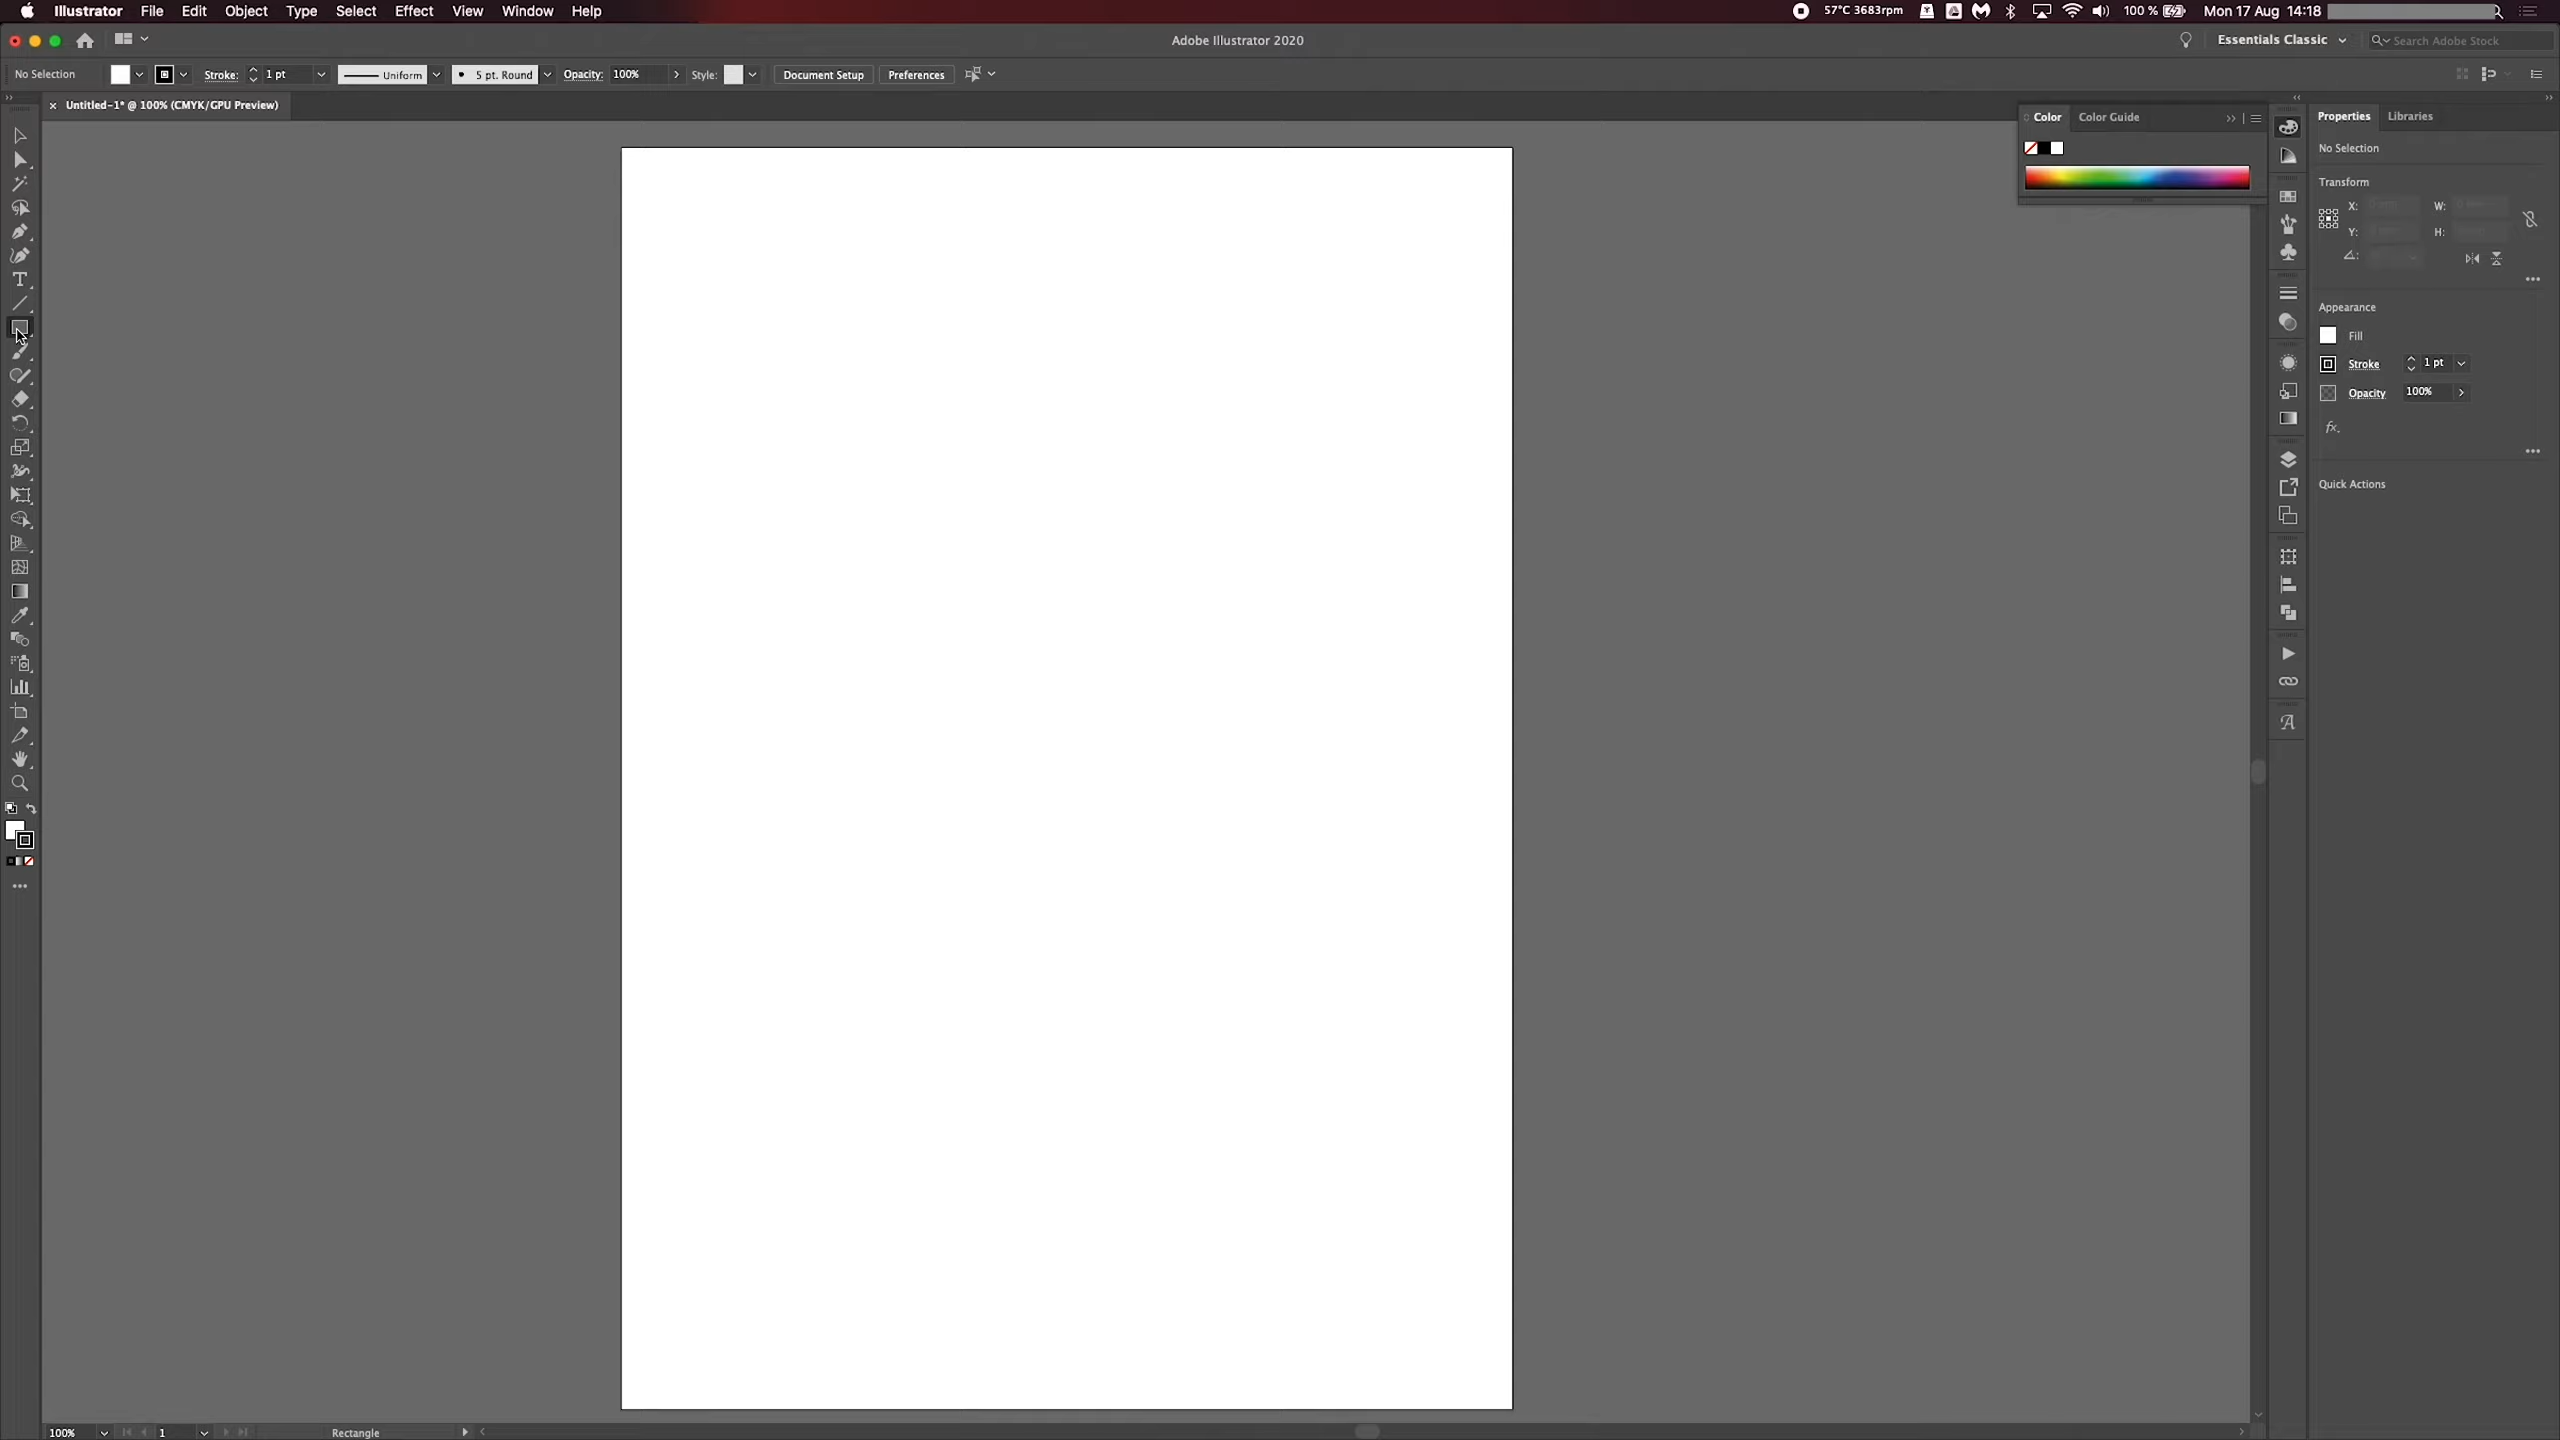 Illustrator File Edit Object Type Select Effect View Window Help 57°C 3683rpm 100 % Mon 17 Aug 14:18
Adobe Illustrator 2020 Essentials Classic Search Adobe Stock
No Selection Stroke: 1 pt Uniform 5 pt. Round Opacity: 100% Style: Document Setup Preferences
× Untitled-1* @ 100% (CMYK/GPU Preview)
Color Color Guide
Properties Libraries
No Selection
Transform
X: W:
Y: H:
Appearance
Fill
Stroke 1 pt
Opacity 100%
fx.
Quick Actions
100% 1 Rectangle